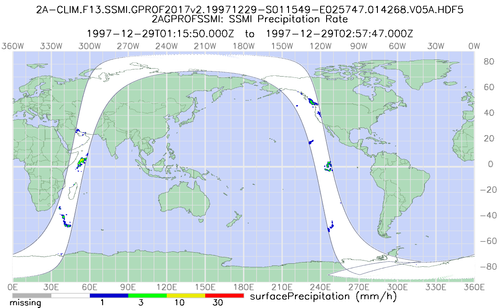 2A-CLIM.F13.SSMI.GPROF2017v2.19971229-S011549-E025747.014268.V05A.HDF5
2AGPROFSSMI: SSMI Precipitation Rate
1997-12-29T01:15:50.000Z to 1997-12-29T02:57:47.000Z
360W 330W 300W 270W 240W 210W 180W 150W 120W 90W 60W 30W 0W
80
60
40
20
0
-20
-40
-60
-80
0E 30E 60E 90E 120E 150E 180E 210E 240E 270E 300E 330E 360E
missing 1 3 10 30 surfacePrecipitation (mm/h)